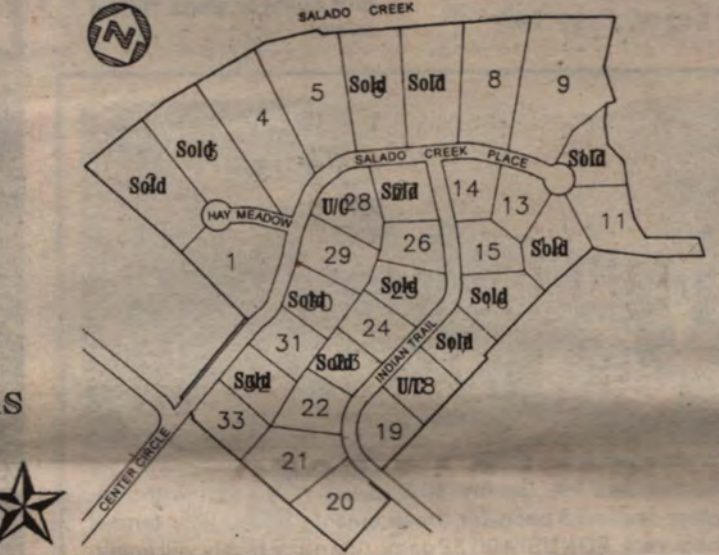 SALADO CREEK
N
5
Sold
Sold
8
9
4
Sold
Sold
SALADO CREEK PLACE
Sold
HAY MEADOW
U/C 28
Sold
14
13
11
1
29
26
15
Sold
Sold
Sold
Sold
31
24
INDIAN TRAIL
Sold
Sold
Sold
U/C
33
22
19
CENTER CIRCLE
21
20